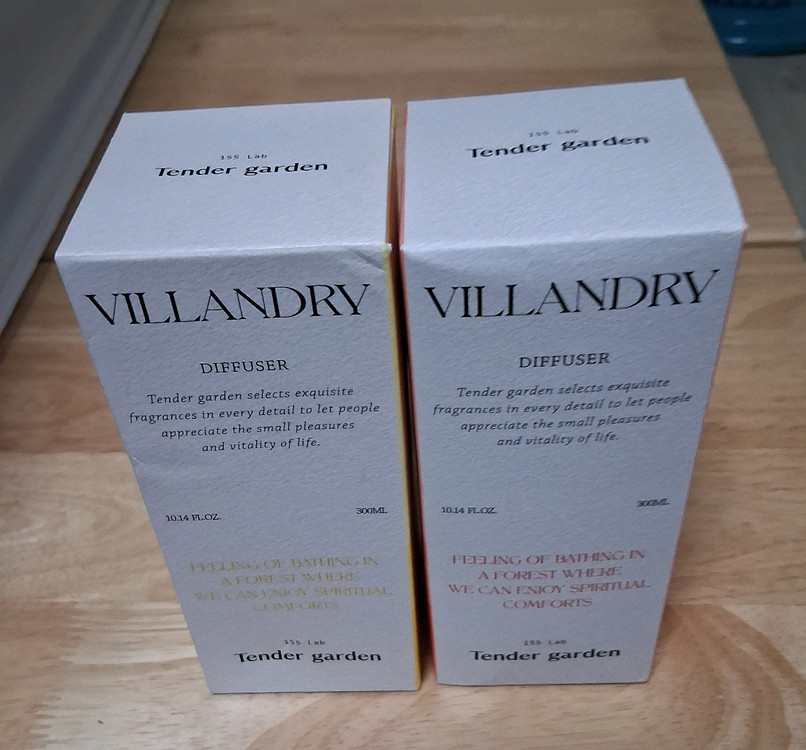 155 Lab
Tender garden
VILLANDRY
DIFFUSER
Tender garden selects exquisite
fragrances in every detail to let people
appreciate the small pleasures
and vitality of life.
10.14 FL.OZ.
300ML
FEELING OF BATHING IN
A FOREST WHERE
WE CAN ENJOY SPIRITUAL
COMFORTS
155 Lab
Tender garden
155 Lab
Tender garden
VILLANDRY
DIFFUSER
Tender garden selects exquisite
fragrances in every detail to let people
appreciate the small pleasures
and vitality of life.
10.14 FL.OZ.
300ML
FEELING OF BATHING IN
A FOREST WHERE
WE CAN ENJOY SPIRITUAL
COMFORTS
155 Lab
Tender garden